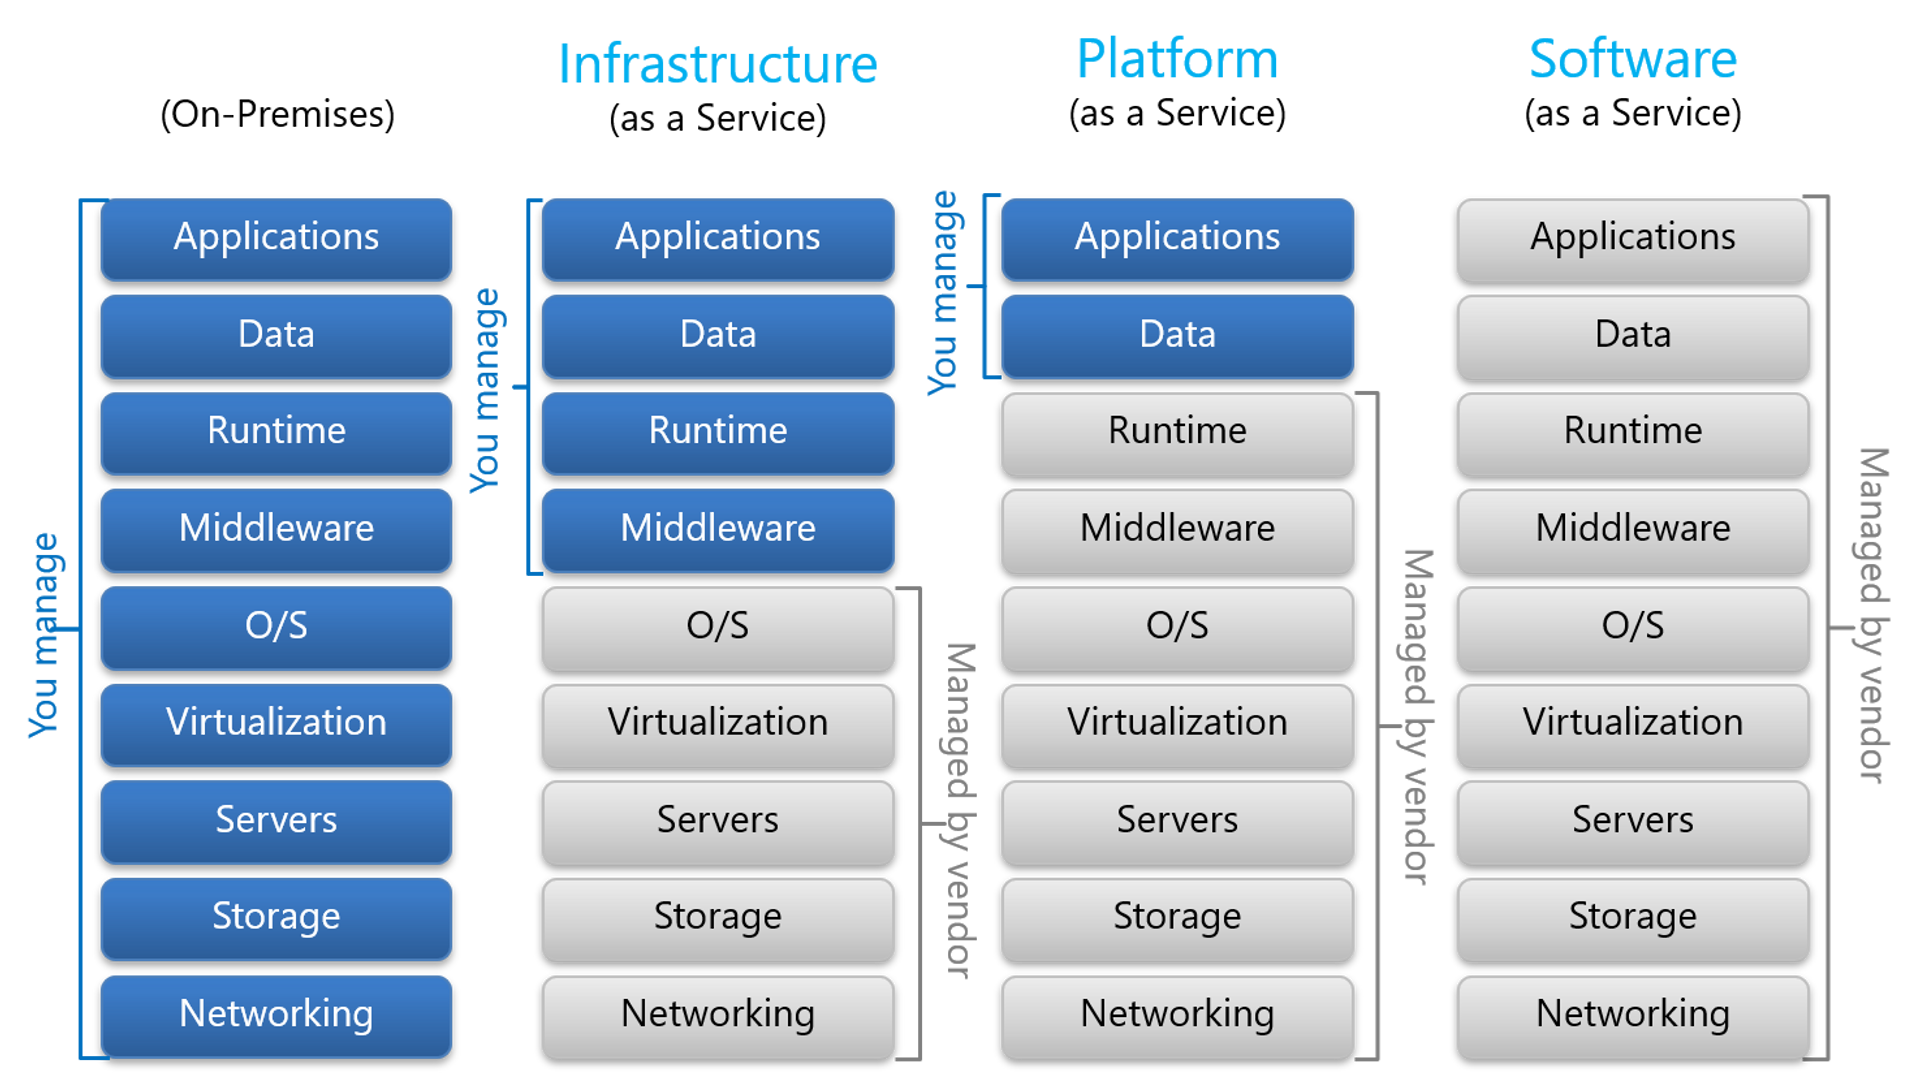 (On-Premises)
You manage
Applications
Data
Runtime
Middleware
O/S
Virtualization
Servers
Storage
Networking
Infrastructure
(as a Service)
You manage
Applications
Data
Runtime
Middleware
O/S
Virtualization
Servers
Storage
Networking
Managed by vendor
Platform
(as a Service)
You manage
Applications
Data
Runtime
Middleware
O/S
Virtualization
Servers
Storage
Networking
Managed by vendor
Software
(as a Service)
Applications
Data
Runtime
Middleware
O/S
Virtualization
Servers
Storage
Networking
Managed by vendor